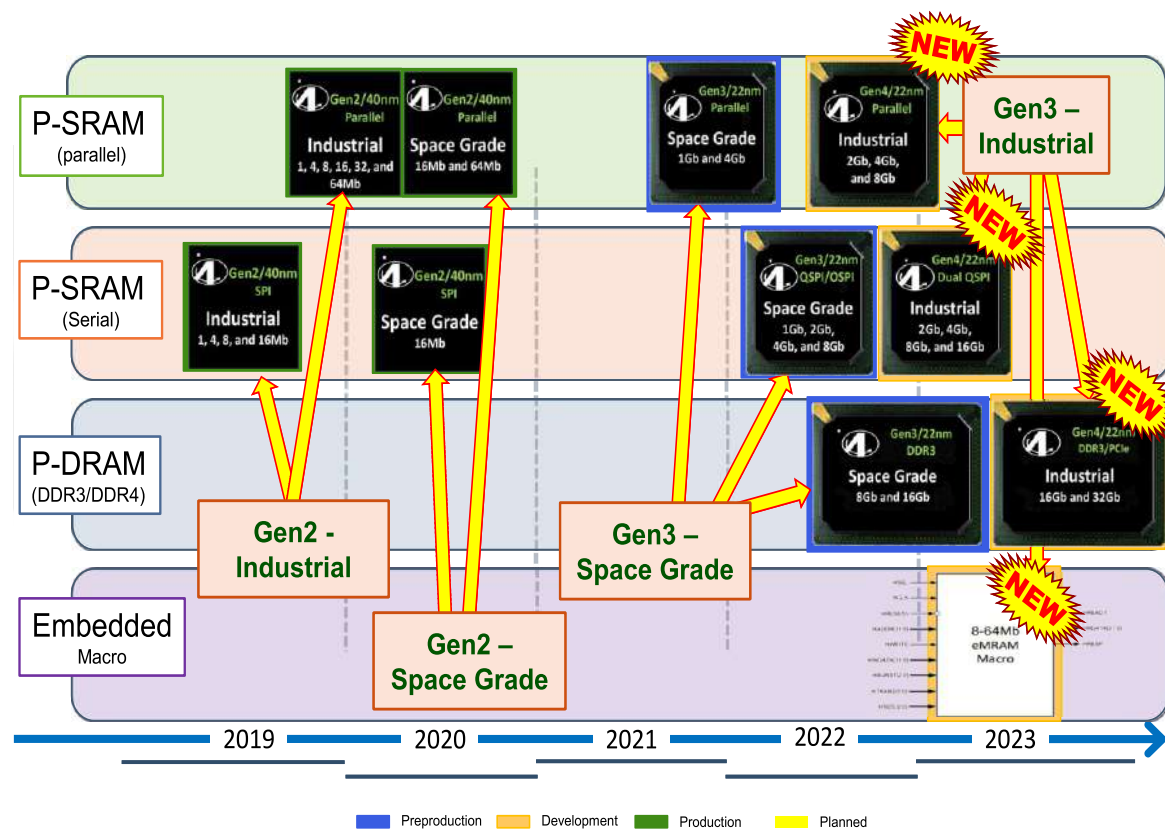 P-SRAM
(parallel)
Gen2/40nm
Parallel
Industrial
1, 4, 8, 16, 32, and
64Mb
Gen2/40nm
Parallel
Space Grade
16Mb and 64Mb
Gen3/22nm
Parallel
Space Grade
1Gb and 4Gb
Gen4/22nm
Parallel
Industrial
2Gb, 4Gb,
and 8Gb
NEW
Gen3 –
Industrial
P-SRAM
(Serial)
Gen2/40nm
SPI
Industrial
1, 4, 8, and 16Mb
Gen2/40nm
SPI
Space Grade
16Mb
Gen3/22nm
QSPI/OSPI
Space Grade
1Gb, 2Gb,
4Gb, and 8Gb
Gen4/22nm
Dual QSPI
Industrial
2Gb, 4Gb,
8Gb, and 16Gb
NEW
P-DRAM
(DDR3/DDR4)
Gen2 -
Industrial
Gen3 –
Space Grade
Gen3/22nm
DDR3
Space Grade
8Gb and 16Gb
Gen4/22nm
DDR3/PCIe
Industrial
16Gb and 32Gb
NEW
Embedded
Macro
Gen2 –
Space Grade
8-64Mb
eMRAM
Macro
NEW
2019
2020
2021
2022
2023
Preproduction
Development
Production
Planned